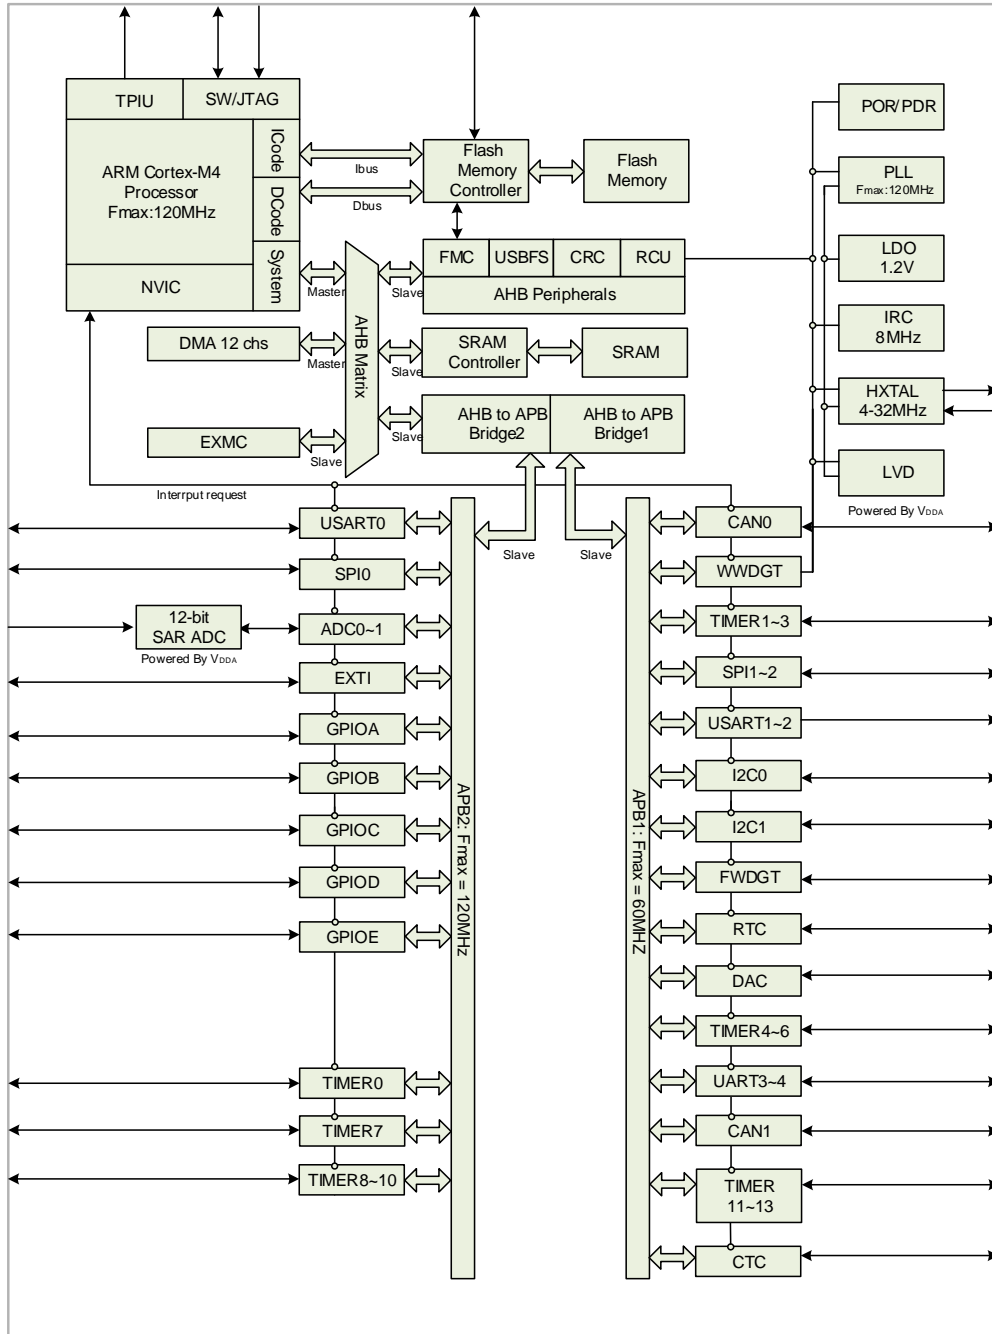 TPIU
SW/JTAG
POR/PDR
ICode
Flash
Memory
Controller
Flash
Memory
ARM Cortex-M4
Processor
Fmax:120MHz
Ibus
PLL
Fmax:120MHz
DCode
Dbus
LDO
1.2V
System
FMC
USBFS
CRC
RCU
NVIC
Master
Slave
AHB Peripherals
IRC
8MHz
DMA 12 chs
Master
AHB Matrix
Slave
SRAM
Controller
SRAM
HXTAL
4-32MHz
AHB to APB
Bridge2
AHB to APB
Bridge1
EXMC
Slave
Slave
LVD
Interrput request
Powered By VDDA
USART0
CAN0
Slave
Slave
SPI0
WWDGT
12-bit
SAR ADC
Powered By VDDA
ADC0~1
TIMER1~3
EXTI
SPI1~2
GPIOA
USART1~2
GPIOB
I2C0
APB2: Fmax = 120MHz
APB1: Fmax = 60MHZ
GPIOC
I2C1
GPIOD
FWDGT
GPIOE
RTC
DAC
TIMER4~6
TIMER0
UART3~4
TIMER7
CAN1
TIMER8~10
TIMER
11~13
CTC